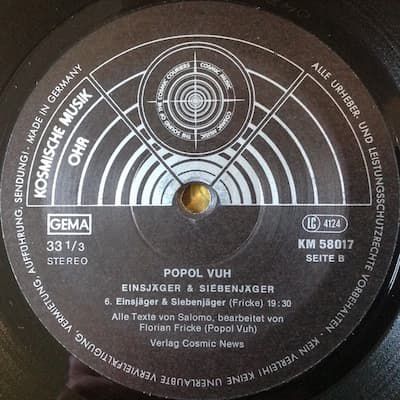 MADE IN GERMANY · ALLE URHEBER- UND LEISTUNGSSCHUTZRECHTE VORBEHALTEN · KEIN VERLEIH! KEINE UNERLAUBTE VERVIELFÄLTIGUNG VERMIETUNG, AUFFÜHRUNG, SENDUNG! ·
KOSMISCHE MUSIK
OHR
COSMIC MUSIC
THE SOUND OF THE COSMIC COURIERS
GEMA
33 1/3
STEREO
LC 4124
KM 58017
SEITE B
POPOL VUH
EINSJÄGER & SIEBENJÄGER
6. Einsjäger & Siebenjäger (Fricke) 19:30
Alle Texte von Salomo, bearbeitet von
Florian Fricke (Popol Vuh)
Verlag Cosmic News